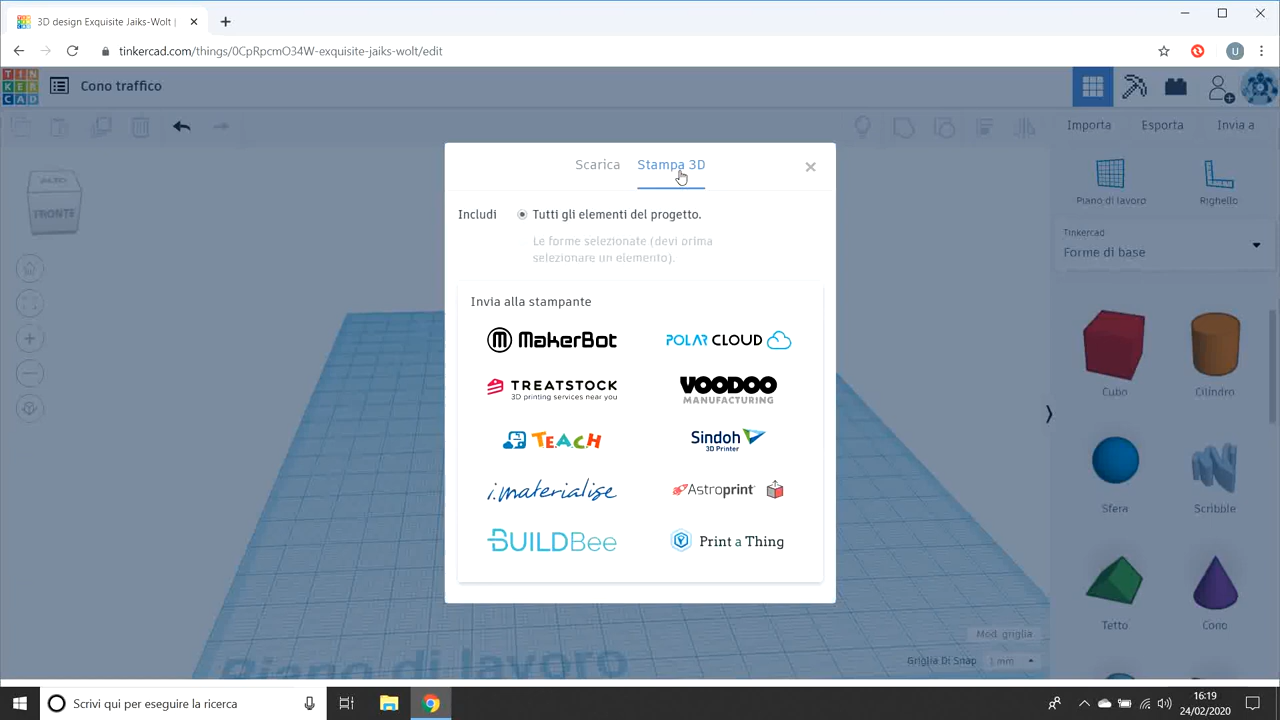 3D design Exquisite Jaiks-Wolt |
tinkercad.com/things/0CpRpcmO34W-exquisite-jaiks-wolt/edit
U
TIN
KER
CAD
Cono traffico
Importa
Esporta
Invia a
Scarica
Stampa 3D
Piano di lavoro
Righello
FRONTE
Includi
Tutti gli elementi del progetto.
Tinkercad
Forme di base
Le forme selezionate (devi prima
selezionare un elemento).
Invia alla stampante
MakerBot
POLAR CLOUD
TREATSTOCK
3D printing services near you
VOODOO
MANUFACTURING
Cubo
Cilindro
TEACH
Sindoh
3D Printer
i.materialise
Astroprint
Sfera
Scribble
BUILDBee
Print a Thing
Tetto
Cono
Mod. griglia
Piano di lavoro
Griglia Di Snap
1 mm
Scrivi qui per eseguire la ricerca
16:19
24/02/2020